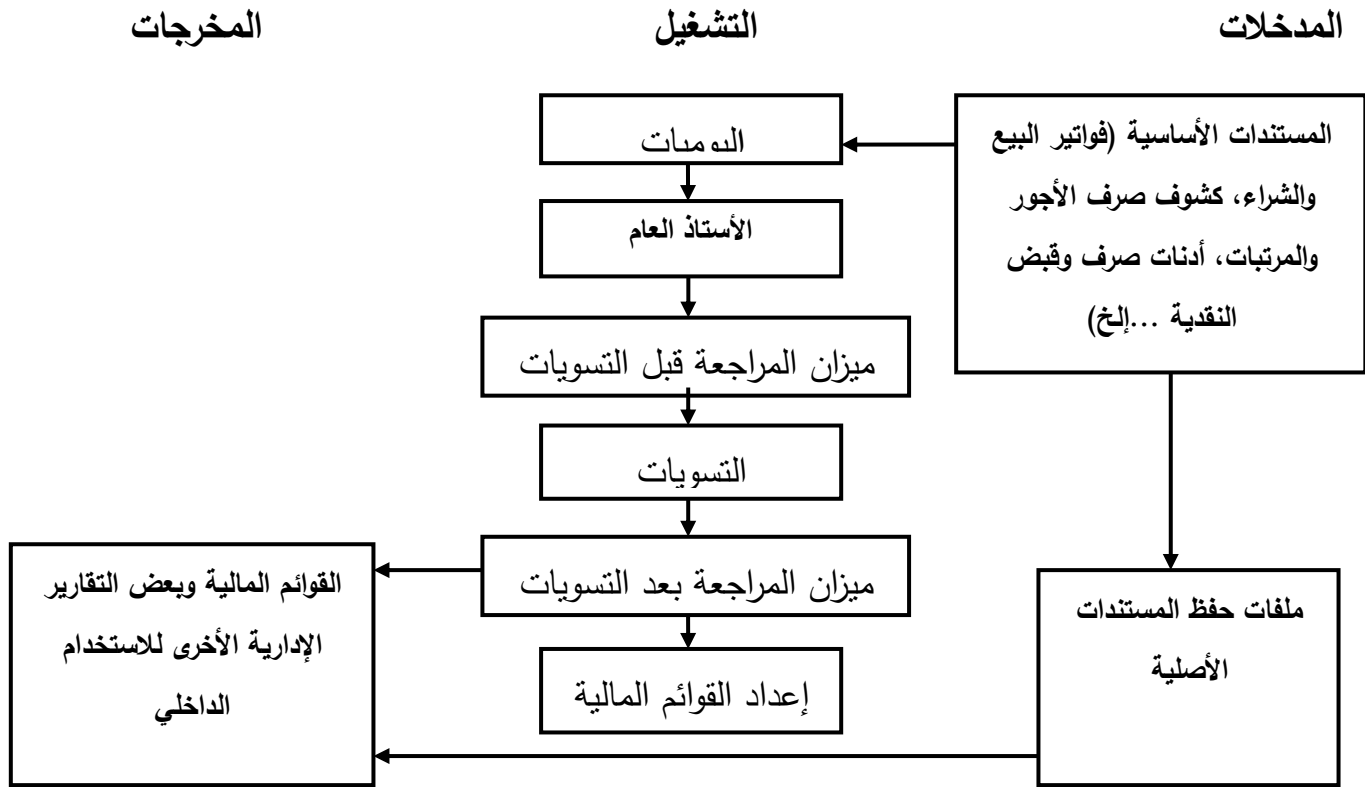 المدخلات
التشغيل
المخرجات
المستندات الأساسية (فواتير البيع
والشراء، كشوف صرف الأجور
والمرتبات، أدنات صرف وقبض
النقدية ...إلخ)
اليوميات
الأستاذ العام
ميزان المراجعة قبل التسويات
التسويات
ميزان المراجعة بعد التسويات
إعداد القوائم المالية
ملفات حفظ المستندات
الأصلية
القوائم المالية وبعض التقارير
الإدارية الأخرى للاستخدام
الداخلي